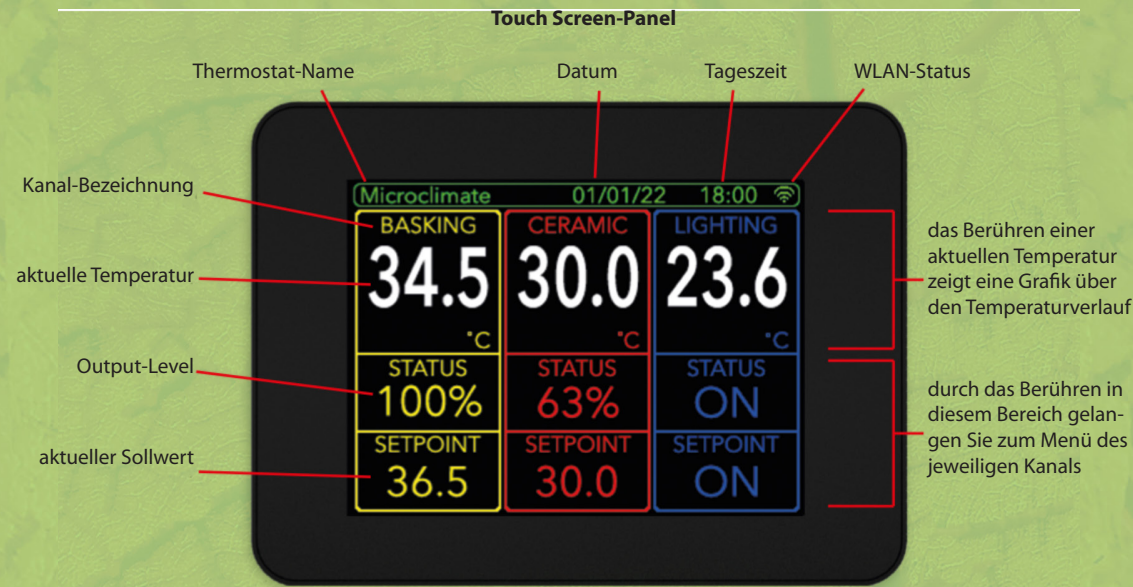 Touch Screen-Panel
Thermostat-Name
Datum
Tageszeit
WLAN-Status
Kanal-Bezeichnung
aktuelle Temperatur
Output-Level
aktueller Sollwert
Microclimate 01/01/22 18:00
BASKING CERAMIC LIGHTING
34.5 30.0 23.6
°C °C °C
STATUS STATUS STATUS
100% 63% ON
SETPOINT SETPOINT SETPOINT
36.5 30.0 ON
das Berühren einer
aktuellen Temperatur
zeigt eine Grafik über
den Temperaturverlauf
durch das Berühren in
diesem Bereich gelan-
gen Sie zum Menü des
jeweiligen Kanals